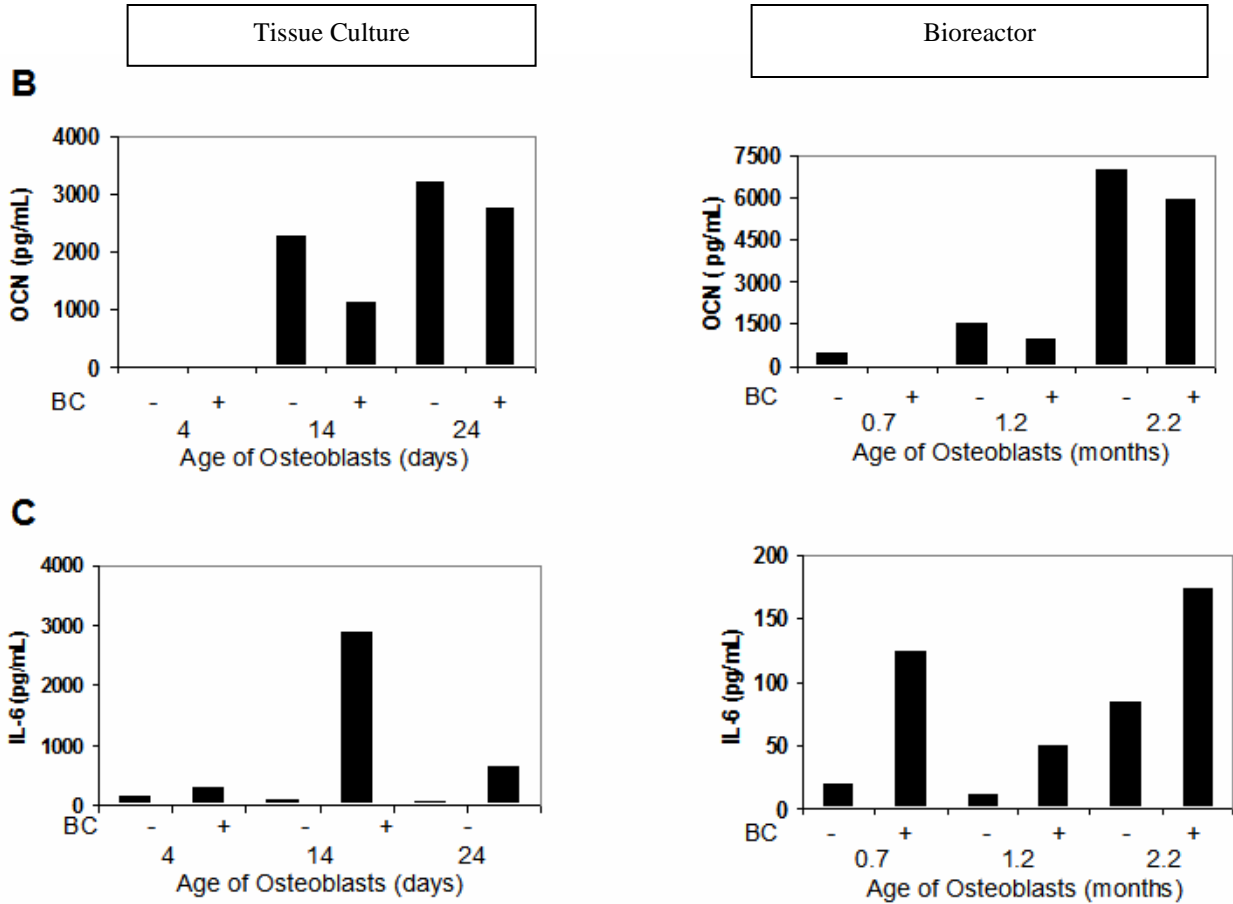 Tissue Culture
Bioreactor
B
OCN (pg/mL)
4000
3000
2000
1000
0
BC - + - + - +
4 14 24
Age of Osteoblasts (days)
OCN ( pg/mL)
7500
6000
4500
3000
1500
0
BC - + - + - +
0.7 1.2 2.2
Age of Osteoblasts (months)
C
IL-6 (pg/mL)
4000
3000
2000
1000
0
BC - + - + -
4 14 24
Age of Osteoblasts (days)
IL-6 (pg/mL)
200
150
100
50
0
BC - + - + - +
0.7 1.2 2.2
Age of Osteoblasts (months)